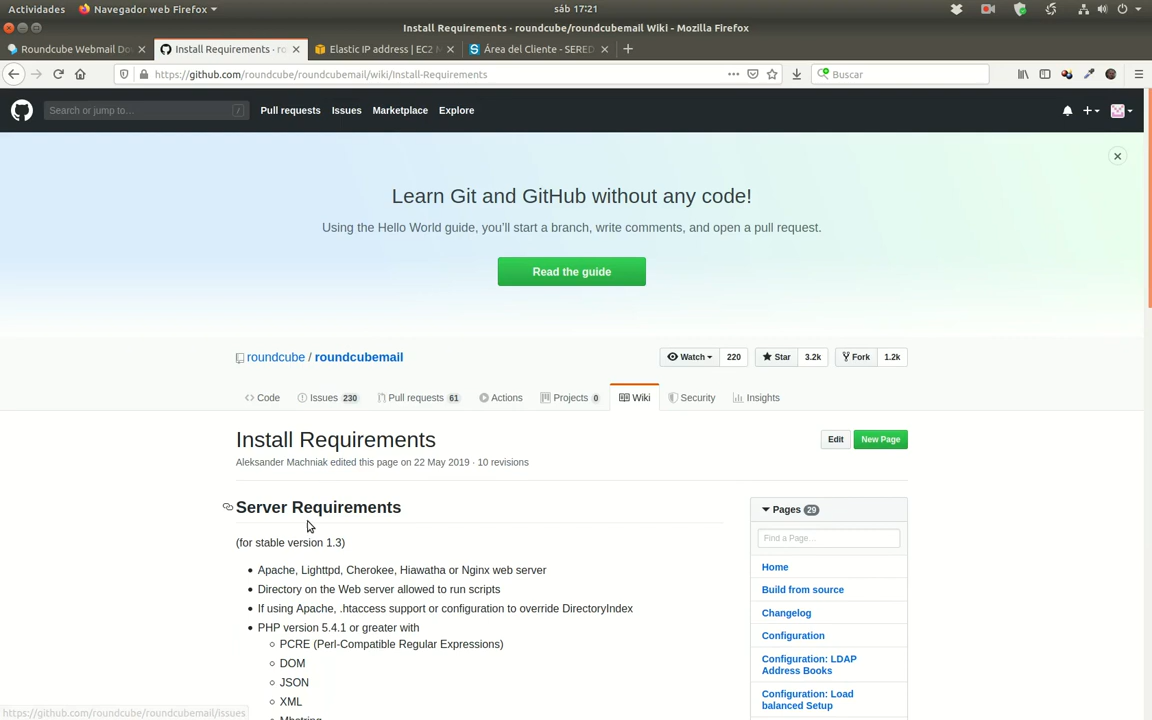 Actividades Navegador web Firefox sáb 17:21
Install Requirements · roundcube/roundcubemail Wiki - Mozilla Firefox
Roundcube Webmail Do Install Requirements · ro Elastic IP address | EC2 M Área del Cliente - SERED
https://github.com/roundcube/roundcubemail/wiki/Install-Requirements Buscar
Search or jump to… / Pull requests Issues Marketplace Explore
Learn Git and GitHub without any code!
Using the Hello World guide, you’ll start a branch, write comments, and open a pull request.
Read the guide
roundcube / roundcubemail Watch 220 Star 3.2k Fork 1.2k
Code Issues 230 Pull requests 61 Actions Projects 0 Wiki Security Insights
Install Requirements Edit New Page
Aleksander Machniak edited this page on 22 May 2019 · 10 revisions
Server Requirements
(for stable version 1.3)
• Apache, Lighttpd, Cherokee, Hiawatha or Nginx web server
• Directory on the Web server allowed to run scripts
• If using Apache, .htaccess support or configuration to override DirectoryIndex
• PHP version 5.4.1 or greater with
◦ PCRE (Perl-Compatible Regular Expressions)
◦ DOM
◦ JSON
◦ XML
◦ Mbstring
Pages 29
Find a Page…
Home
Build from source
Changelog
Configuration
Configuration: LDAP
Address Books
Configuration: Load
balanced Setup
https://github.com/roundcube/roundcubemail/issues